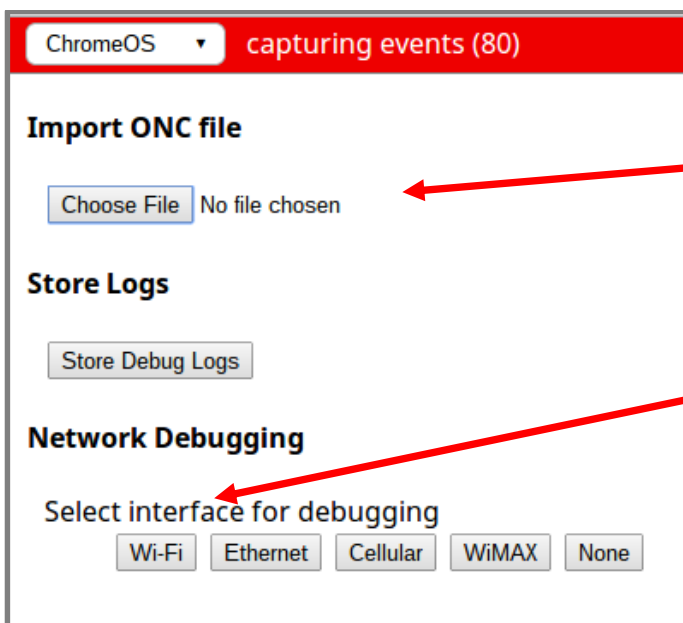 ChromeOS capturing events (80)
Import ONC file
Choose File No file chosen
Store Logs
Store Debug Logs
Network Debugging
Select interface for debugging
Wi-Fi Ethernet Cellular WiMAX None